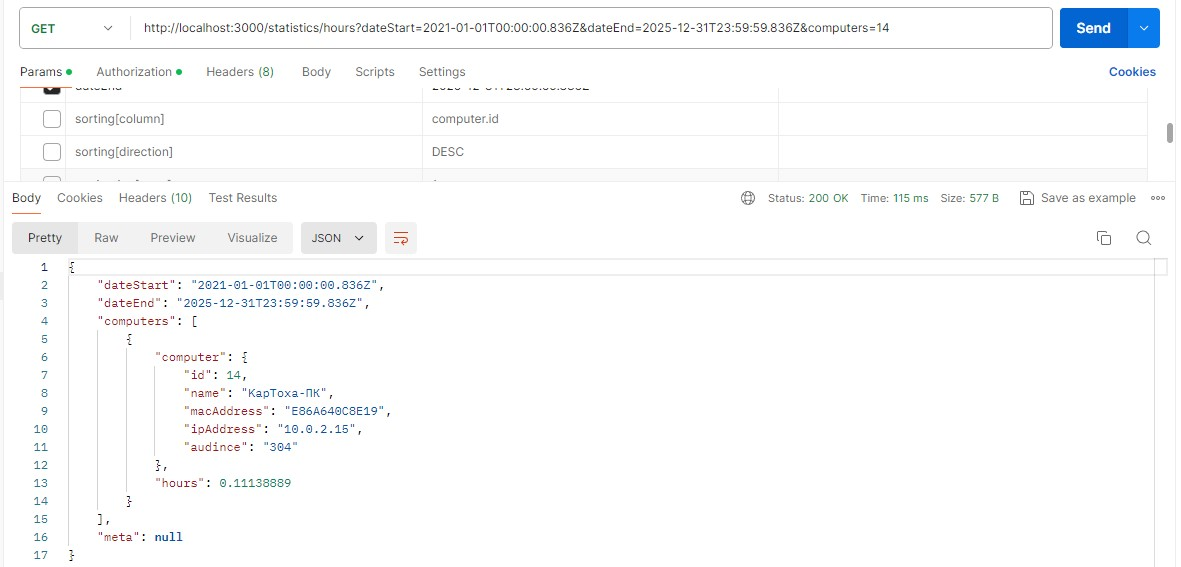 GET http://localhost:3000/statistics/hours?dateStart=2021-01-01T00:00:00.836Z&dateEnd=2025-12-31T23:59:59.836Z&computers=14 Send
Params Authorization Headers (8) Body Scripts Settings Cookies
sorting[column] computer.id
sorting[direction] DESC
Body Cookies Headers (10) Test Results Status: 200 OK Time: 115 ms Size: 577 B Save as example
Pretty Raw Preview Visualize JSON
1 {
2 "dateStart": "2021-01-01T00:00:00.836Z",
3 "dateEnd": "2025-12-31T23:59:59.836Z",
4 "computers": [
5 {
6 "computer": {
7 "id": 14,
8 "name": "КарТоха-ПК",
9 "macAddress": "E86A640C8E19",
10 "ipAddress": "10.0.2.15",
11 "audince": "304"
12 },
13 "hours": 0.11138889
14 }
15 ],
16 "meta": null
17 }